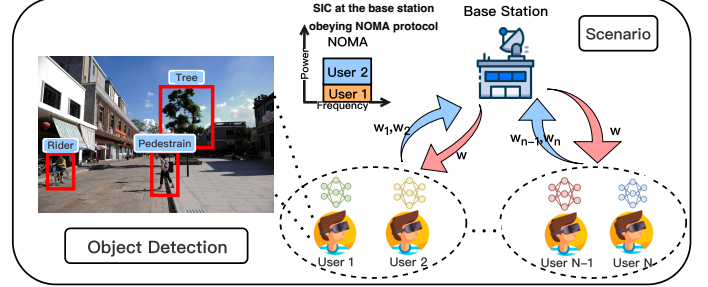 SIC at the base station
obeying NOMA protocol
NOMA
Power
User 2
User 1
Frequency
Base Station
Scenario
Tree
Rider
Pedestrain
Object Detection
w1,w2
w
wn−1,wn
w
User 1
User 2
...
User N−1
User N